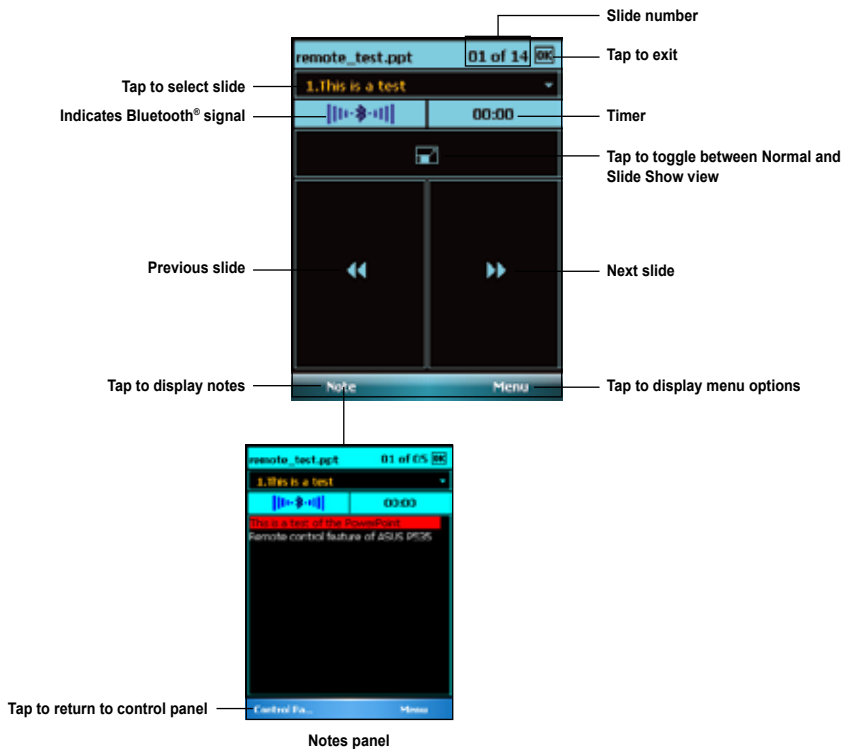 Slide number
remote_test.ppt
01 of 14
OK
Tap to exit
Tap to select slide
1.This is a test
Indicates Bluetooth® signal
00:00
Timer
Tap to toggle between Normal and
Slide Show view
Previous slide
Next slide
Tap to display notes
Note
Menu
Tap to display menu options
remote_test.ppt
01 of 05
OK
1.This is a test
00:00
This is a test of the PowerPoint
Remote control feature of ASUS P535
Tap to return to control panel
Control Pa...
Menu
Notes panel